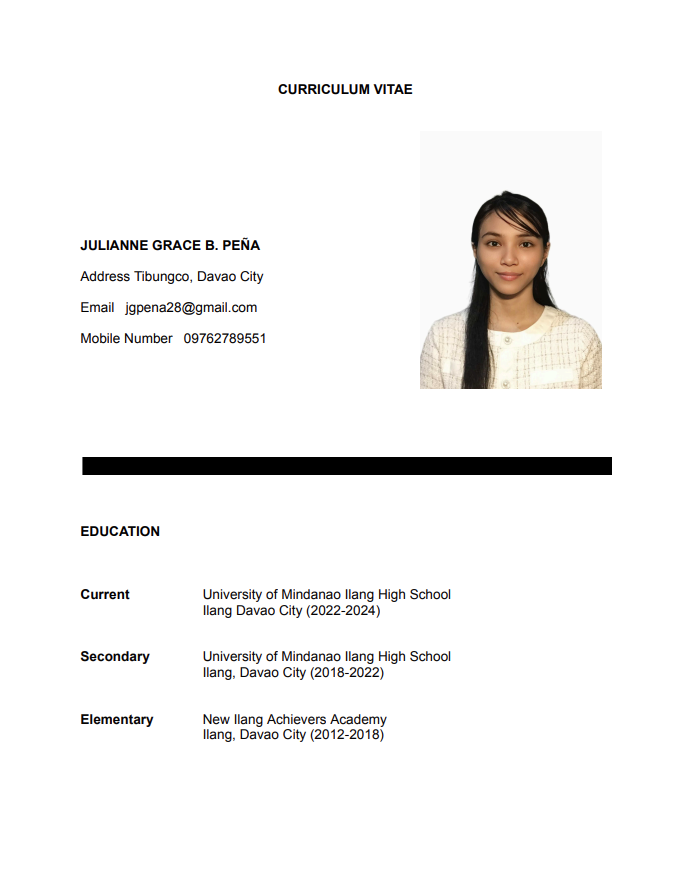 CURRICULUM VITAE
JULIANNE GRACE B. PEÑA
Address Tibungco, Davao City
Email jgpena28@gmail.com
Mobile Number 09762789551
EDUCATION
Current University of Mindanao Ilang High School
Ilang Davao City (2022-2024)
Secondary University of Mindanao Ilang High School
Ilang, Davao City (2018-2022)
Elementary New Ilang Achievers Academy
Ilang, Davao City (2012-2018)